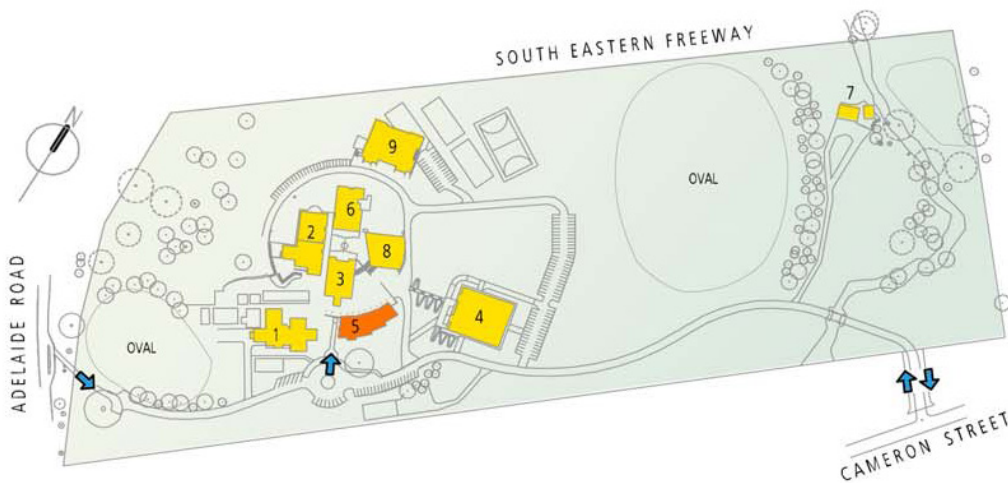 SOUTH EASTERN FREEWAY
N
7
9
OVAL
6
2
8
3
4
5
1
OVAL
ADELAIDE ROAD
CAMERON STREET